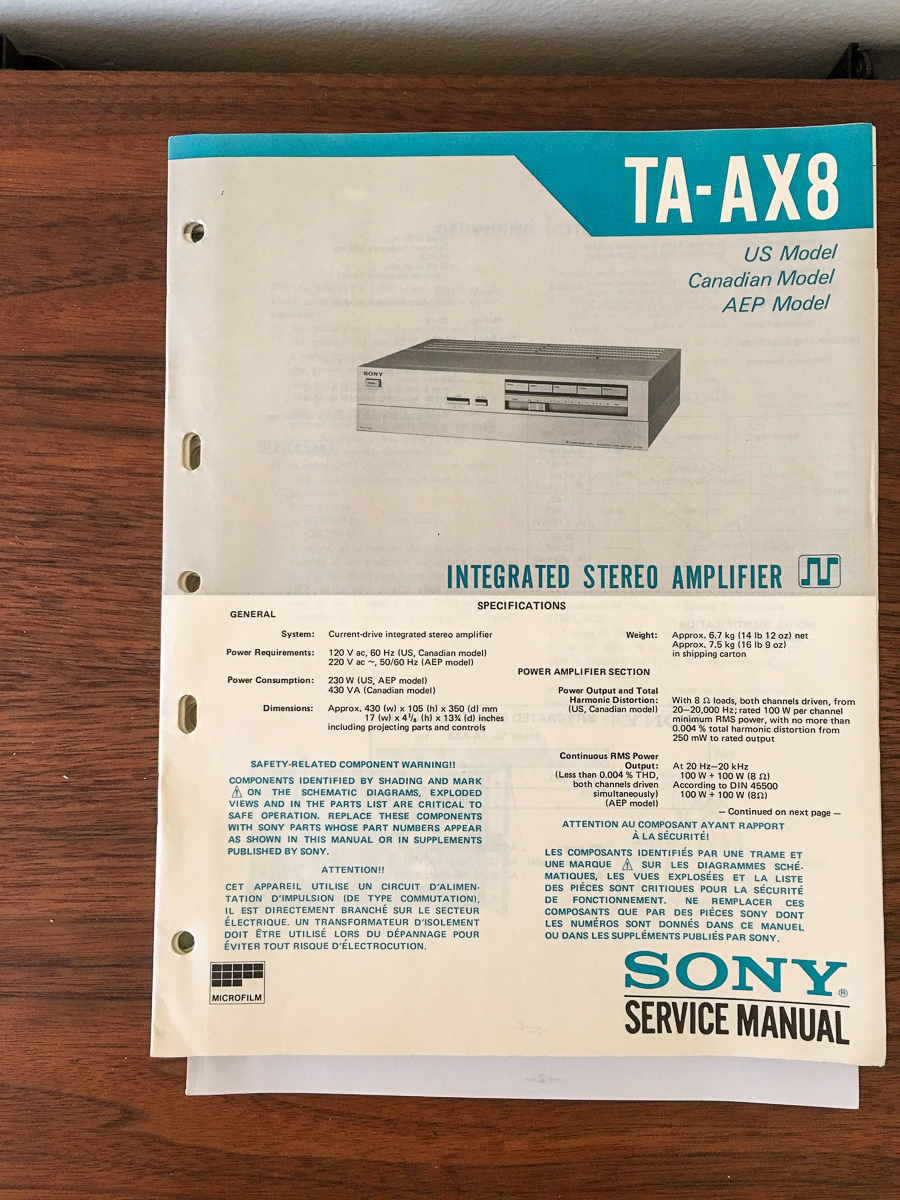 TA-AX8
US Model
Canadian Model
AEP Model
SONY
INTEGRATED STEREO AMPLIFIER
SPECIFICATIONS
GENERAL
System: Current-drive integrated stereo amplifier
Power Requirements: 120 V ac, 60 Hz (US, Canadian model)
220 V ac ~, 50/60 Hz (AEP model)
Power Consumption: 230 W (US, AEP model)
430 VA (Canadian model)
Dimensions: Approx. 430 (w) x 105 (h) x 350 (d) mm
17 (w) x 4 1/8 (h) x 13¾ (d) inches
including projecting parts and controls
SAFETY-RELATED COMPONENT WARNING!!
COMPONENTS IDENTIFIED BY SHADING AND MARK
⚠ ON THE SCHEMATIC DIAGRAMS, EXPLODED
VIEWS AND IN THE PARTS LIST ARE CRITICAL TO
SAFE OPERATION. REPLACE THESE COMPONENTS
WITH SONY PARTS WHOSE PART NUMBERS APPEAR
AS SHOWN IN THIS MANUAL OR IN SUPPLEMENTS
PUBLISHED BY SONY.
ATTENTION!!
CET APPAREIL UTILISE UN CIRCUIT D'ALIMEN-
TATION D'IMPULSION (DE TYPE COMMUTATION),
IL EST DIRECTEMENT BRANCHÉ SUR LE SECTEUR
ÉLECTRIQUE. UN TRANSFORMATEUR D'ISOLEMENT
DOIT ÊTRE UTILISÉ LORS DU DÉPANNAGE POUR
ÉVITER TOUT RISQUE D'ÉLECTROCUTION.
MICROFILM
Weight: Approx. 6.7 kg (14 lb 12 oz) net
Approx. 7.5 kg (16 lb 9 oz)
in shipping carton
POWER AMPLIFIER SECTION
Power Output and Total
Harmonic Distortion: With 8 Ω loads, both channels driven, from
(US, Canadian model) 20–20,000 Hz; rated 100 W per channel
minimum RMS power, with no more than
0.004 % total harmonic distortion from
250 mW to rated output
Continuous RMS Power
Output: At 20 Hz–20 kHz
(Less than 0.004 % THD, 100 W + 100 W (8 Ω)
both channels driven According to DIN 45500
simultaneously) 100 W + 100 W (8Ω)
(AEP model)
— Continued on next page —
ATTENTION AU COMPOSANT AYANT RAPPORT
À LA SÉCURITÉ!
LES COMPOSANTS IDENTIFIÉS PAR UNE TRAME ET
UNE MARQUE ⚠ SUR LES DIAGRAMMES SCHÉ-
MATIQUES, LES VUES EXPLOSÉES ET LA LISTE
DES PIÈCES SONT CRITIQUES POUR LA SÉCURITÉ
DE FONCTIONNEMENT. NE REMPLACER CES
COMPOSANTS QUE PAR DES PIÈCES SONY DONT
LES NUMÉROS SONT DONNÉS DANS CE MANUEL
OU DANS LES SUPPLÉMENTS PUBLIÉS PAR SONY.
SONY®
SERVICE MANUAL